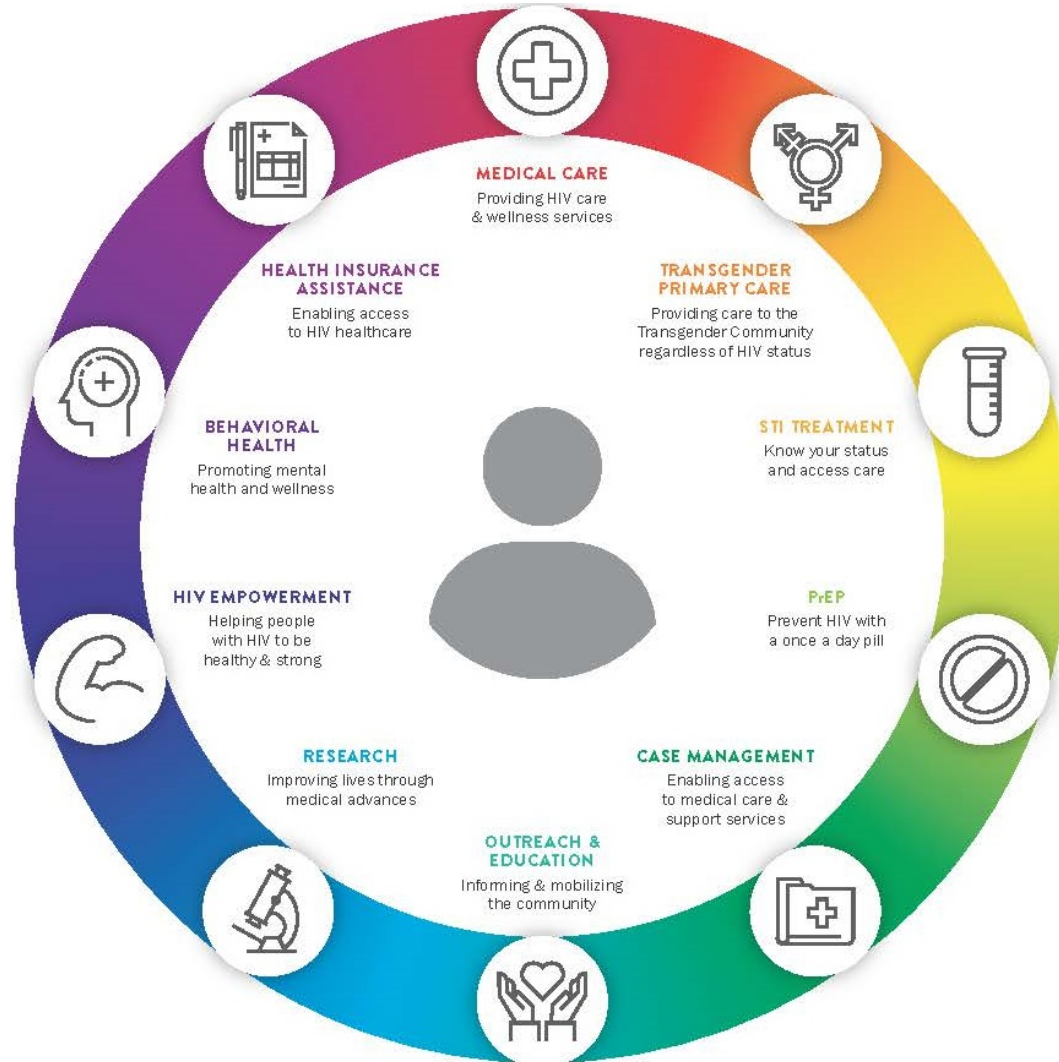 MEDICAL CARE
Providing HIV care
& wellness services
TRANSGENDER
PRIMARY CARE
Providing care to the
Transgender Community
regardless of HIV status
STI TREATMENT
Know your status
and access care
PrEP
Prevent HIV with
a once a day pill
CASE MANAGEMENT
Enabling access
to medical care &
support services
OUTREACH &
EDUCATION
Informing & mobilizing
the community
RESEARCH
Improving lives through
medical advances
HIV EMPOWERMENT
Helping people
with HIV to be
healthy & strong
BEHAVIORAL
HEALTH
Promoting mental
health and wellness
HEALTH INSURANCE
ASSISTANCE
Enabling access
to HIV healthcare